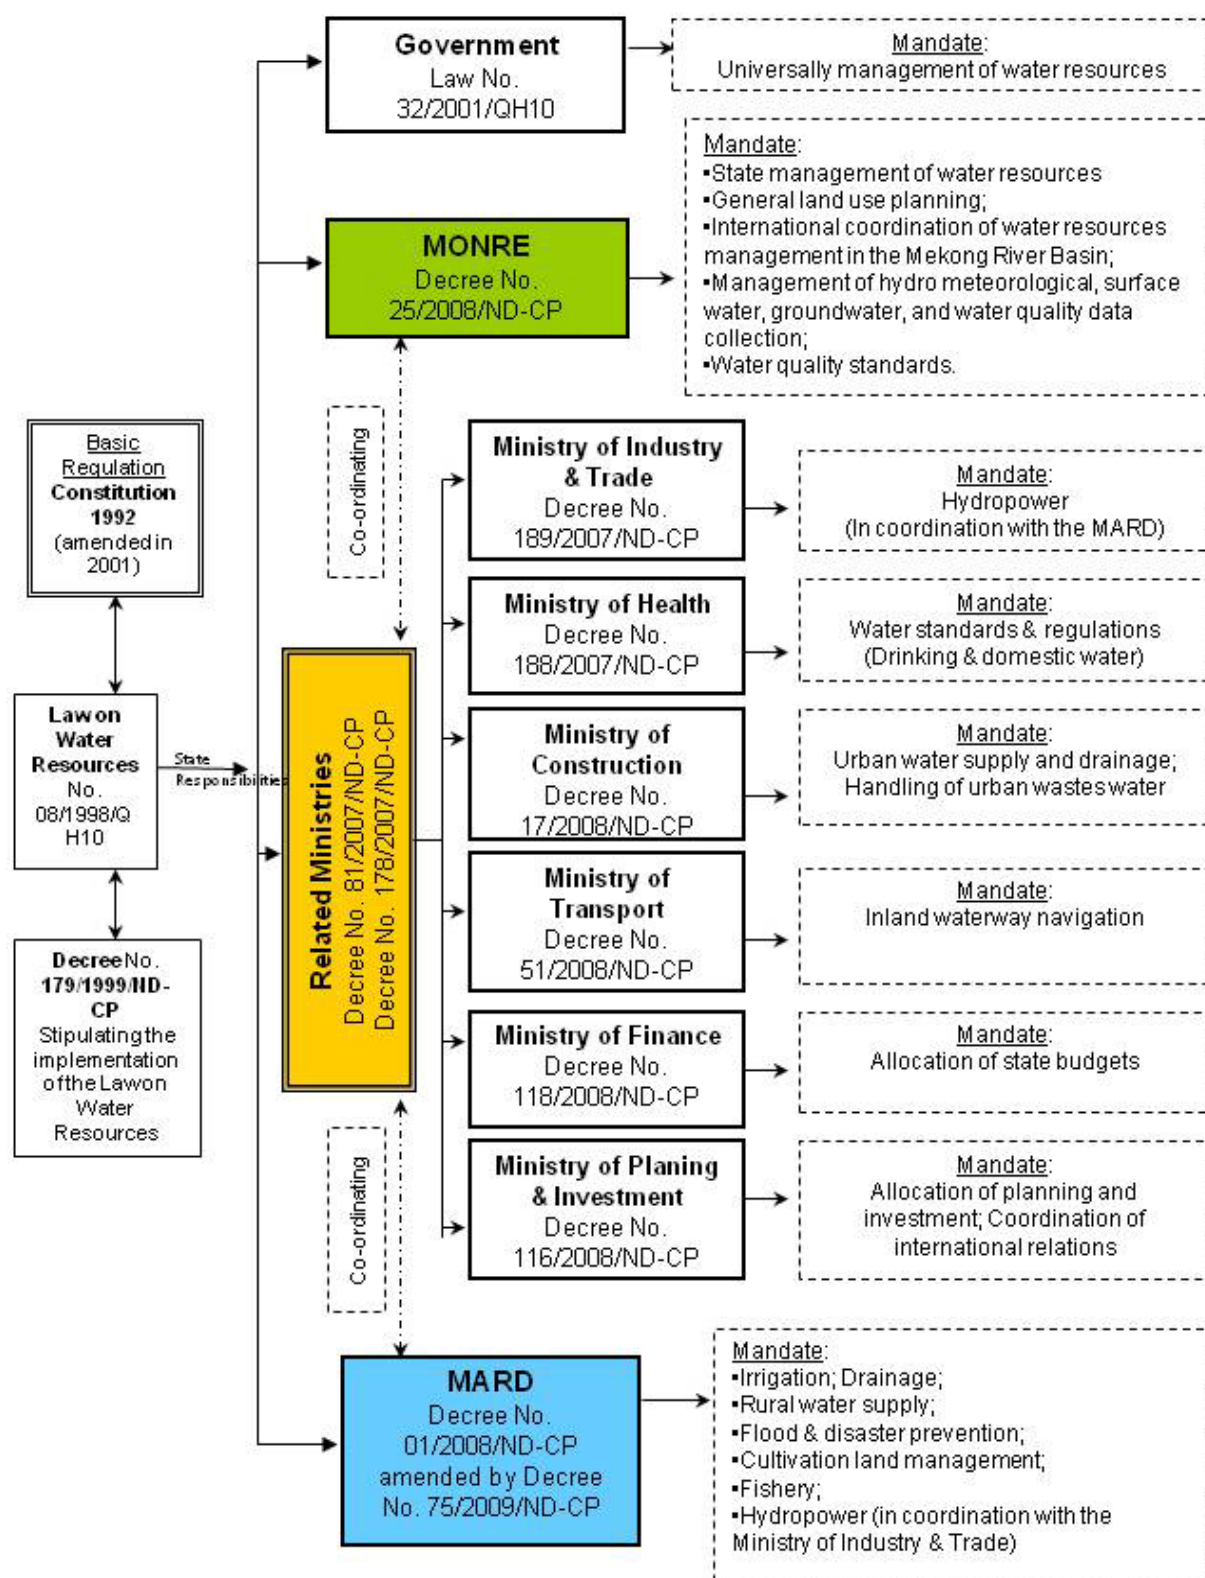 Government
Law No.
32/2001/QH10
Mandate:
Universally management of water resources
MONRE
Decree No.
25/2008/ND-CP
Mandate:
▪State management of water resources
▪General land use planning;
▪International coordination of water resources
management in the Mekong River Basin;
▪Management of hydro meteorological, surface
water, groundwater, and water quality data
collection;
▪Water quality standards.
Co-ordinating
Basic
Regulation
Constitution
1992
(amended in
2001)
Law on
Water
Resources
No.
08/1998/Q
H10
State
Responsibilities
Decree No.
179/1999/ND-
CP
Stipulating the
implementation
of the Law on
Water
Resources
Related Ministries
Decree No. 81/2007/ND-CP
Decree No. 178/2007/ND-CP
Ministry of Industry
& Trade
Decree No.
189/2007/ND-CP
Mandate:
Hydropower
(In coordination with the MARD)
Ministry of Health
Decree No.
188/2007/ND-CP
Mandate:
Water standards & regulations
(Drinking & domestic water)
Ministry of
Construction
Decree No.
17/2008/ND-CP
Mandate:
Urban water supply and drainage;
Handling of urban wastes water
Ministry of
Transport
Decree No.
51/2008/ND-CP
Mandate:
Inland waterway navigation
Ministry of Finance
Decree No.
118/2008/ND-CP
Mandate:
Allocation of state budgets
Ministry of Planing
& Investment
Decree No.
116/2008/ND-CP
Mandate:
Allocation of planning and
investment; Coordination of
international relations
Co-ordinating
MARD
Decree No.
01/2008/ND-CP
amended by Decree
No. 75/2009/ND-CP
Mandate:
▪Irrigation; Drainage;
▪Rural water supply;
▪Flood & disaster prevention;
▪Cultivation land management;
▪Fishery;
▪Hydropower (in coordination with the
Ministry of Industry & Trade)